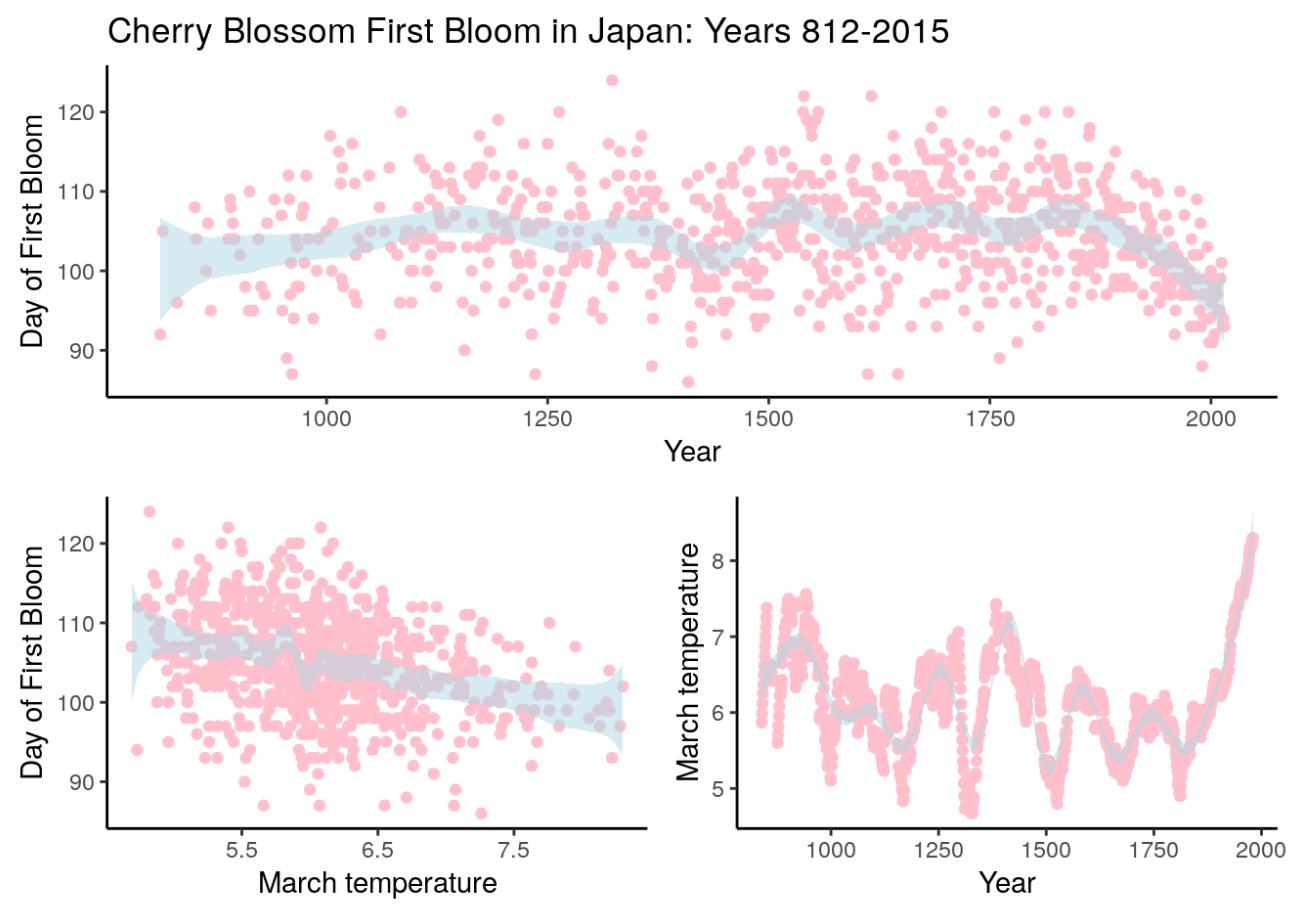 Cherry Blossom First Bloom in Japan: Years 812-2015
Day of First Bloom
120
110
100
90
1000 1250 1500 1750 2000
Year
Day of First Bloom
120
110
100
90
5.5 6.5 7.5
March temperature
March temperature
8
7
6
5
1000 1250 1500 1750 2000
Year